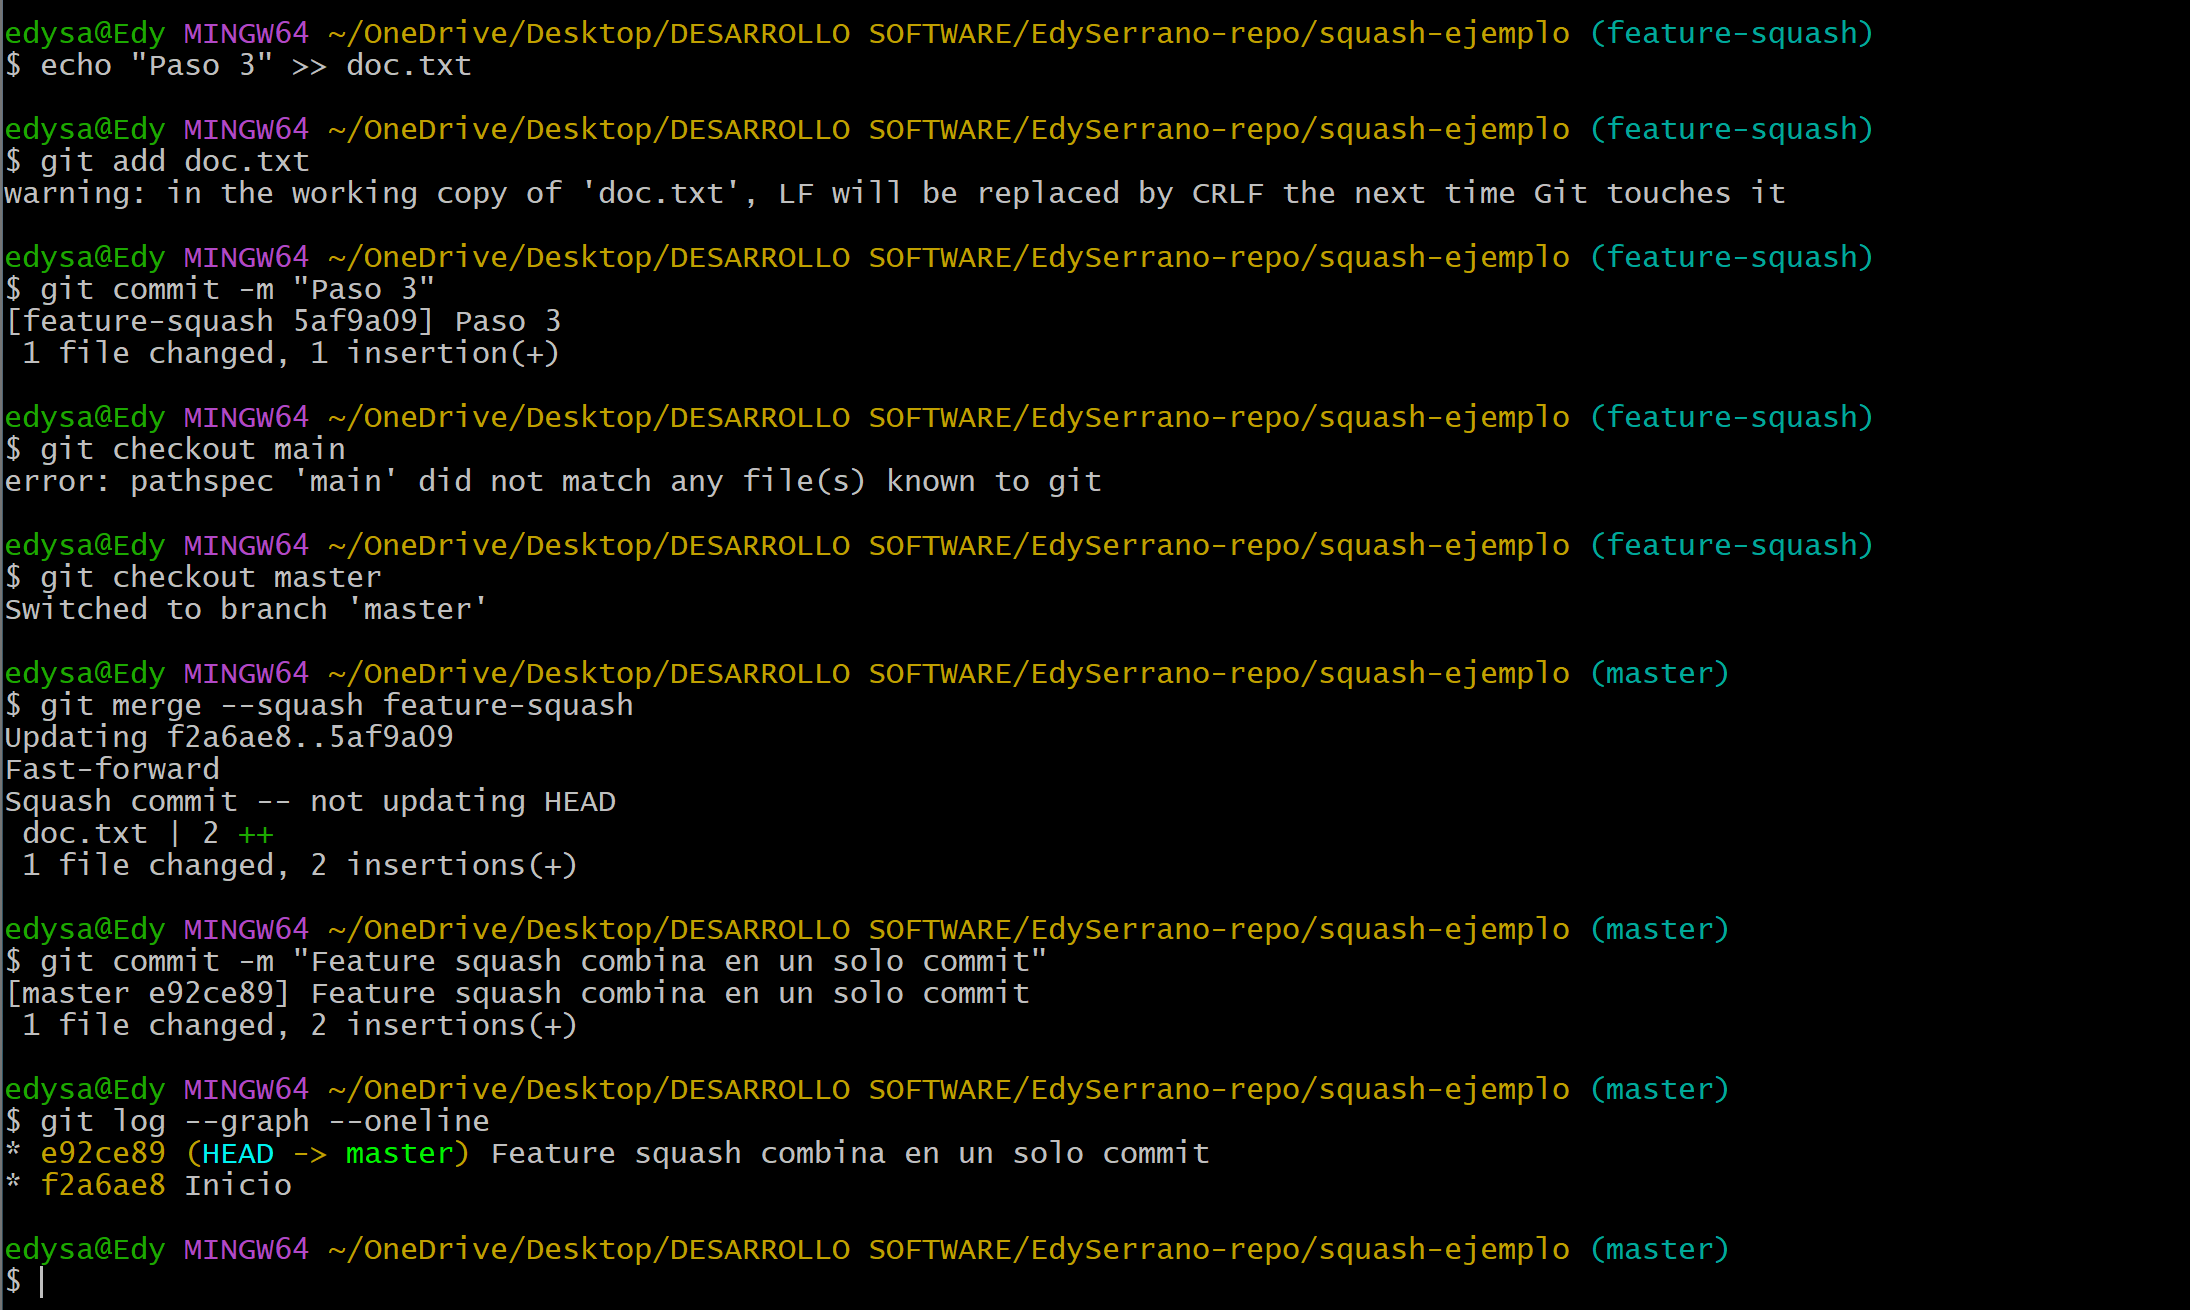 edysa@Edy MINGW64 ~/OneDrive/Desktop/DESARROLLO SOFTWARE/EdySerrano-repo/squash-ejemplo (feature-squash)
$ echo "Paso 3" >> doc.txt
edysa@Edy MINGW64 ~/OneDrive/Desktop/DESARROLLO SOFTWARE/EdySerrano-repo/squash-ejemplo (feature-squash)
$ git add doc.txt
warning: in the working copy of 'doc.txt', LF will be replaced by CRLF the next time Git touches it
edysa@Edy MINGW64 ~/OneDrive/Desktop/DESARROLLO SOFTWARE/EdySerrano-repo/squash-ejemplo (feature-squash)
$ git commit -m "Paso 3"
[feature-squash 5af9a09] Paso 3
 1 file changed, 1 insertion(+)
edysa@Edy MINGW64 ~/OneDrive/Desktop/DESARROLLO SOFTWARE/EdySerrano-repo/squash-ejemplo (feature-squash)
$ git checkout main
error: pathspec 'main' did not match any file(s) known to git
edysa@Edy MINGW64 ~/OneDrive/Desktop/DESARROLLO SOFTWARE/EdySerrano-repo/squash-ejemplo (feature-squash)
$ git checkout master
Switched to branch 'master'
edysa@Edy MINGW64 ~/OneDrive/Desktop/DESARROLLO SOFTWARE/EdySerrano-repo/squash-ejemplo (master)
$ git merge --squash feature-squash
Updating f2a6ae8..5af9a09
Fast-forward
Squash commit -- not updating HEAD
 doc.txt | 2 ++
 1 file changed, 2 insertions(+)
edysa@Edy MINGW64 ~/OneDrive/Desktop/DESARROLLO SOFTWARE/EdySerrano-repo/squash-ejemplo (master)
$ git commit -m "Feature squash combina en un solo commit"
[master e92ce89] Feature squash combina en un solo commit
 1 file changed, 2 insertions(+)
edysa@Edy MINGW64 ~/OneDrive/Desktop/DESARROLLO SOFTWARE/EdySerrano-repo/squash-ejemplo (master)
$ git log --graph --oneline
* e92ce89 (HEAD -> master) Feature squash combina en un solo commit
* f2a6ae8 Inicio
edysa@Edy MINGW64 ~/OneDrive/Desktop/DESARROLLO SOFTWARE/EdySerrano-repo/squash-ejemplo (master)
$